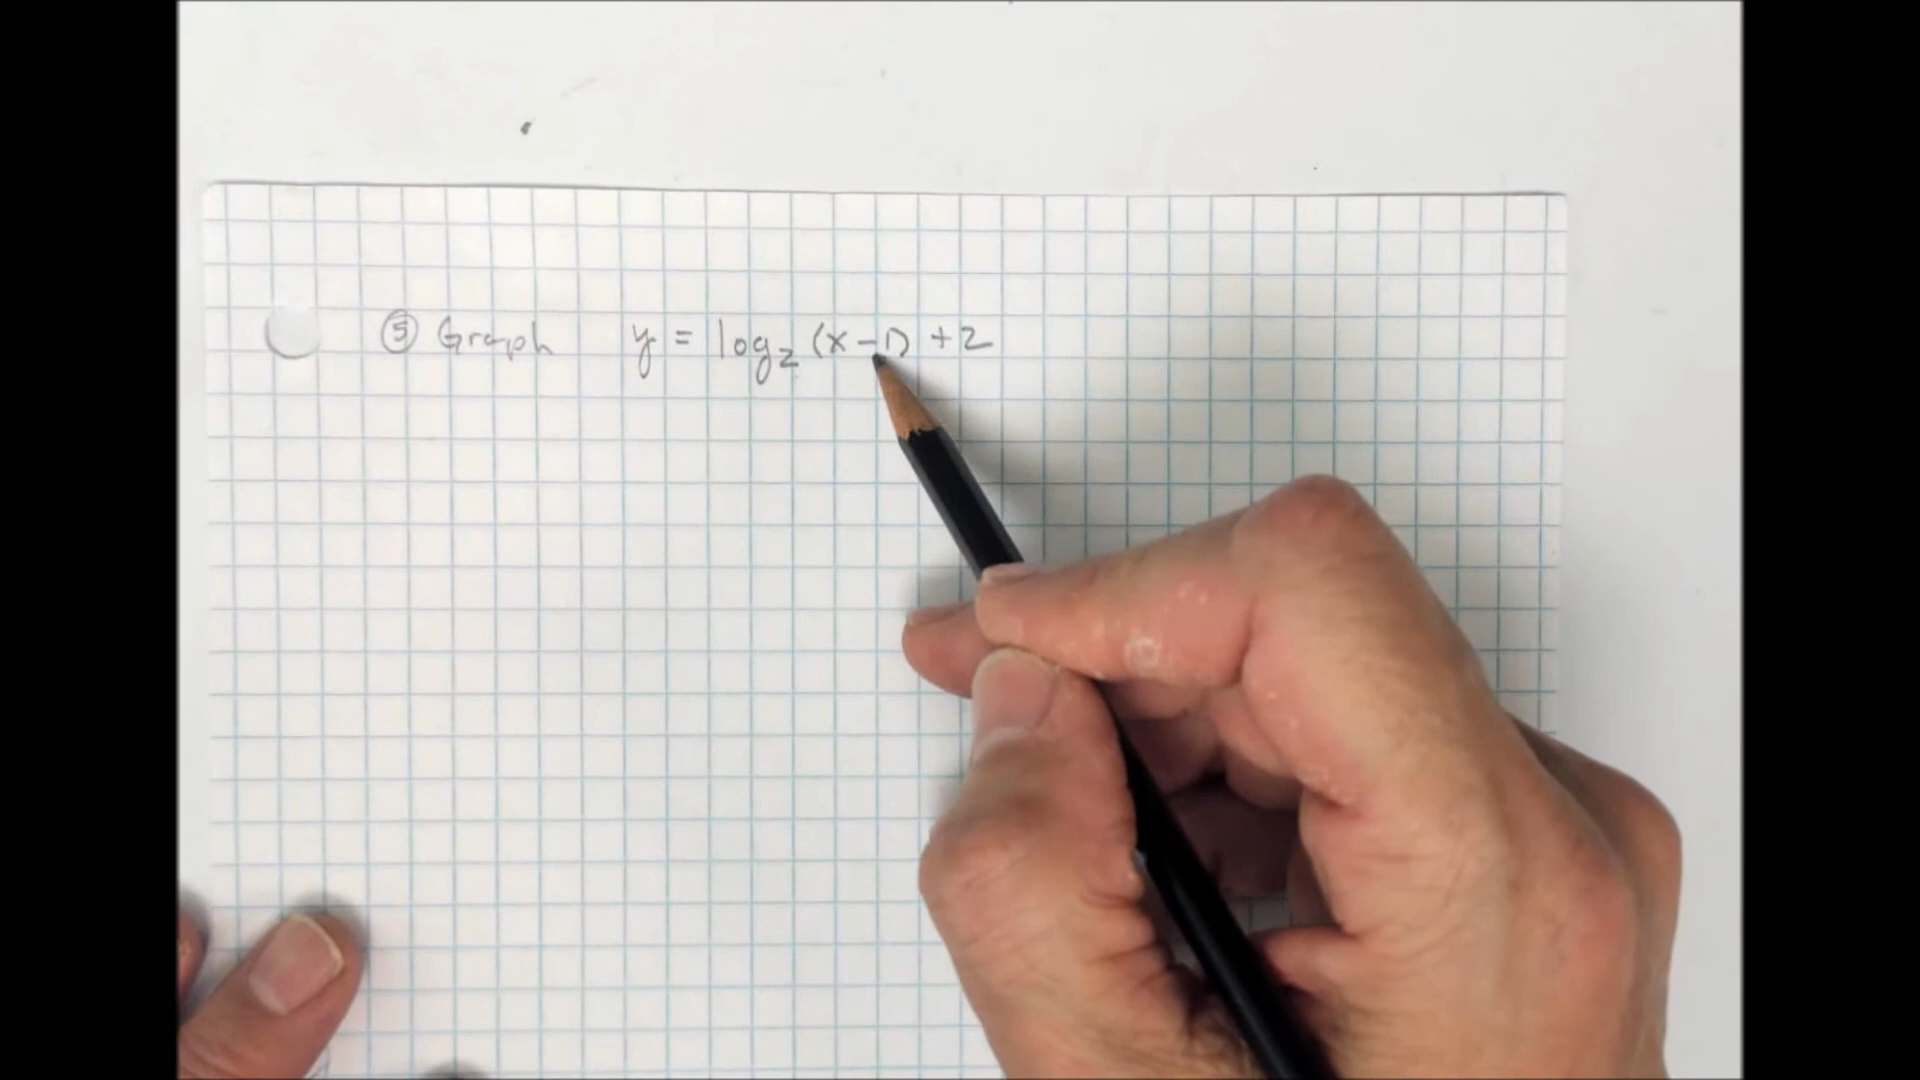 ⑤ Graph y = log₂ (x-1) +2